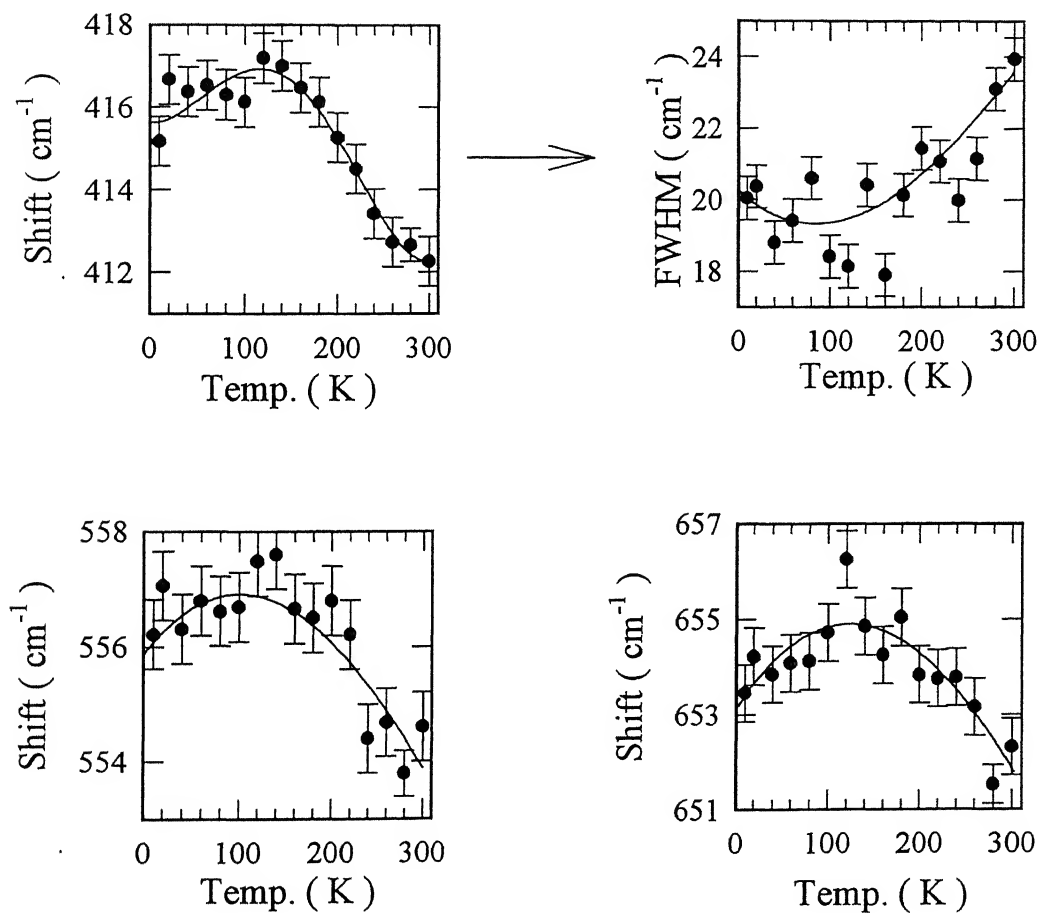 418
416
414
412
Shift ( cm⁻¹ )
0 100 200 300
Temp. ( K )
24
22
20
18
FWHM ( cm⁻¹ )
0 100 200 300
Temp. ( K )
558
556
554
Shift ( cm⁻¹ )
0 100 200 300
Temp. ( K )
657
655
653
651
Shift ( cm⁻¹ )
0 100 200 300
Temp. ( K )